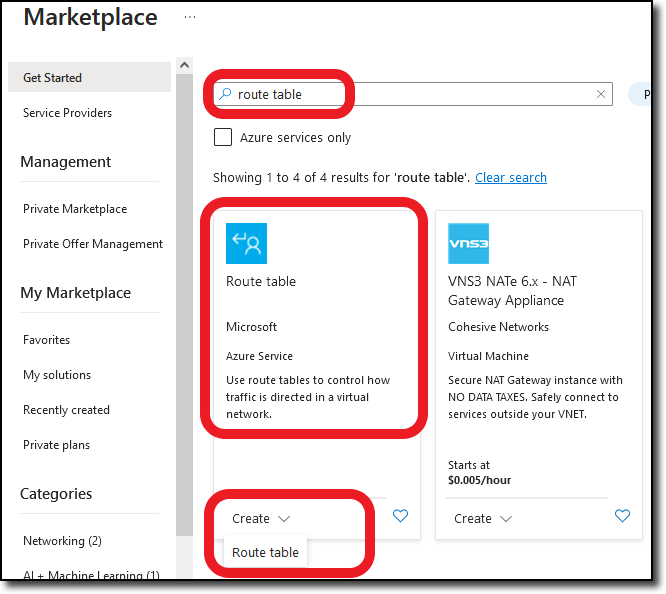 Marketplace ...
Get Started
Service Providers
Management
Private Marketplace
Private Offer Management
My Marketplace
Favorites
My solutions
Recently created
Private plans
Categories
Networking (2)
AI + Machine Learning (1)
route table
P
Azure services only
Showing 1 to 4 of 4 results for 'route table'. Clear search
Route table
Microsoft
Azure Service
Use route tables to control how
traffic is directed in a virtual
network.
Create
Route table
vns3
VNS3 NATe 6.x - NAT
Gateway Appliance
Cohesive Networks
Virtual Machine
Secure NAT Gateway instance with
NO DATA TAXES. Safely connect to
services outside your VNET.
Starts at
$0.005/hour
Create